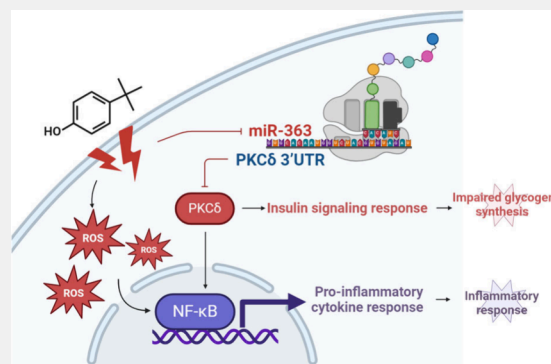 HO
miR-363
PKCδ 3'UTR
PKCδ
Insulin signaling response
Impaired glycogen
synthesis
ROS
ROS
ROS
NF-κB
Pro-inflammatory
cytokine response
Inflammatory
response